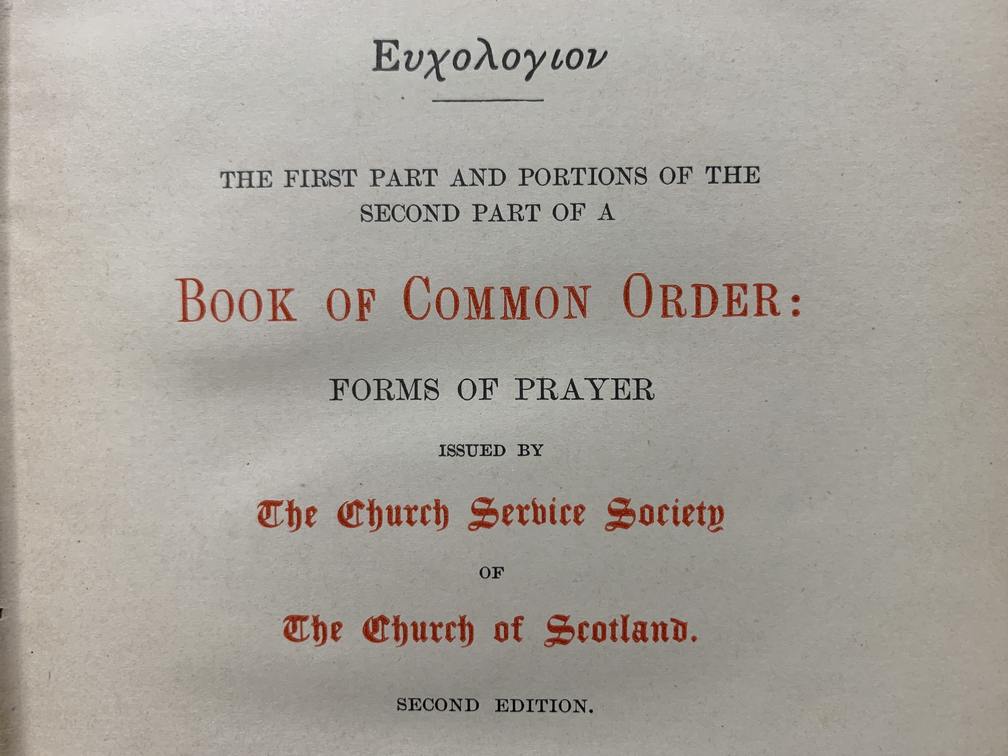 Ευχολογιον
THE FIRST PART AND PORTIONS OF THE
SECOND PART OF A
BOOK OF COMMON ORDER:
FORMS OF PRAYER
ISSUED BY
The Church Service Society
OF
The Church of Scotland.
SECOND EDITION.